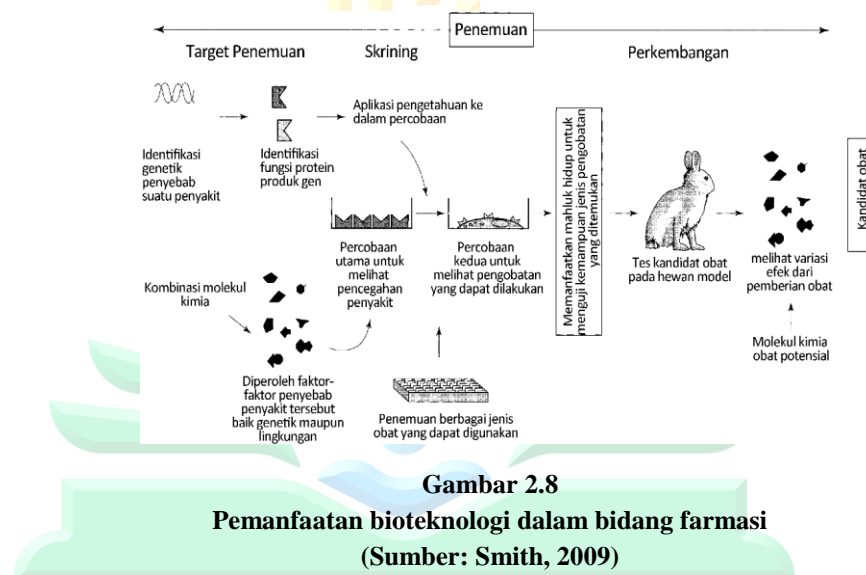 Penemuan
Target Penemuan
Skrining
Perkembangan
Identifikasi
genetik
penyebab
suatu penyakit
Identifikasi
fungsi protein
produk gen
Aplikasi pengetahuan ke
dalam percobaan
Percobaan
utama untuk
melihat
pencegahan
penyakit
Percobaan
kedua untuk
melihat pengobatan
yang dapat dilakukan
Memanfaatkan mahluk hidup untuk
menguji kemampuan jenis pengobatan
yang ditemukan
Tes kandidat obat
pada hewan model
melihat variasi
efek dari
pemberian obat
Kandidat obat
Kombinasi molekul
kimia
Diperoleh faktor-
faktor penyebab
penyakit tersebut
baik genetik maupun
lingkungan
Penemuan berbagai jenis
obat yang dapat digunakan
Molekul kimia
obat potensial
Gambar 2.8
Pemanfaatan bioteknologi dalam bidang farmasi
(Sumber: Smith, 2009)